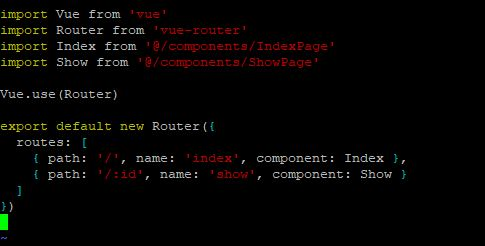 import Vue from 'vue'
import Router from 'vue-router'
import Index from '@/components/IndexPage'
import Show from '@/components/ShowPage'

Vue.use(Router)

export default new Router({
  routes: [
    { path: '/', name: 'index', component: Index },
    { path: '/:id', name: 'show', component: Show }
  ]
})
~